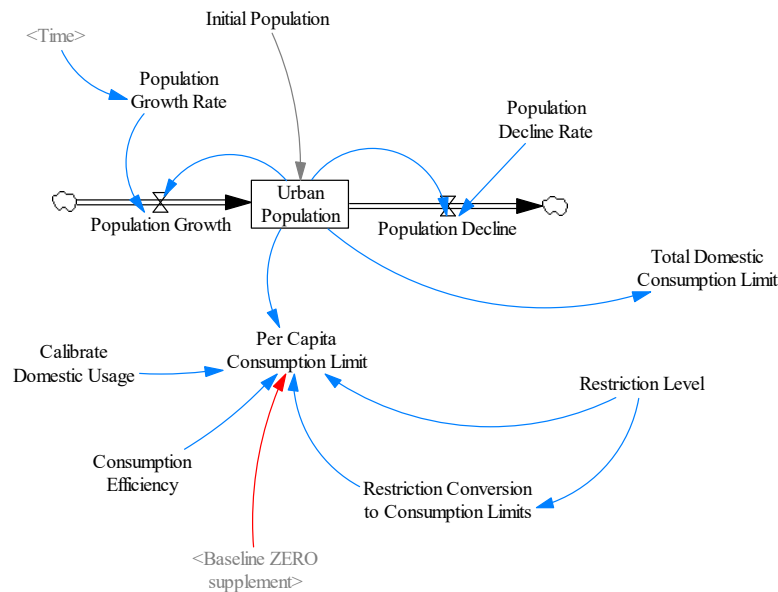 Initial Population
<Time>
Population
Growth Rate
Population
Decline Rate
Urban
Population
Population Growth
Population Decline
Total Domestic
Consumption Limit
Per Capita
Consumption Limit
Calibrate
Domestic Usage
Restriction Level
Consumption
Efficiency
Restriction Conversion
to Consumption Limits
<Baseline ZERO
supplement>